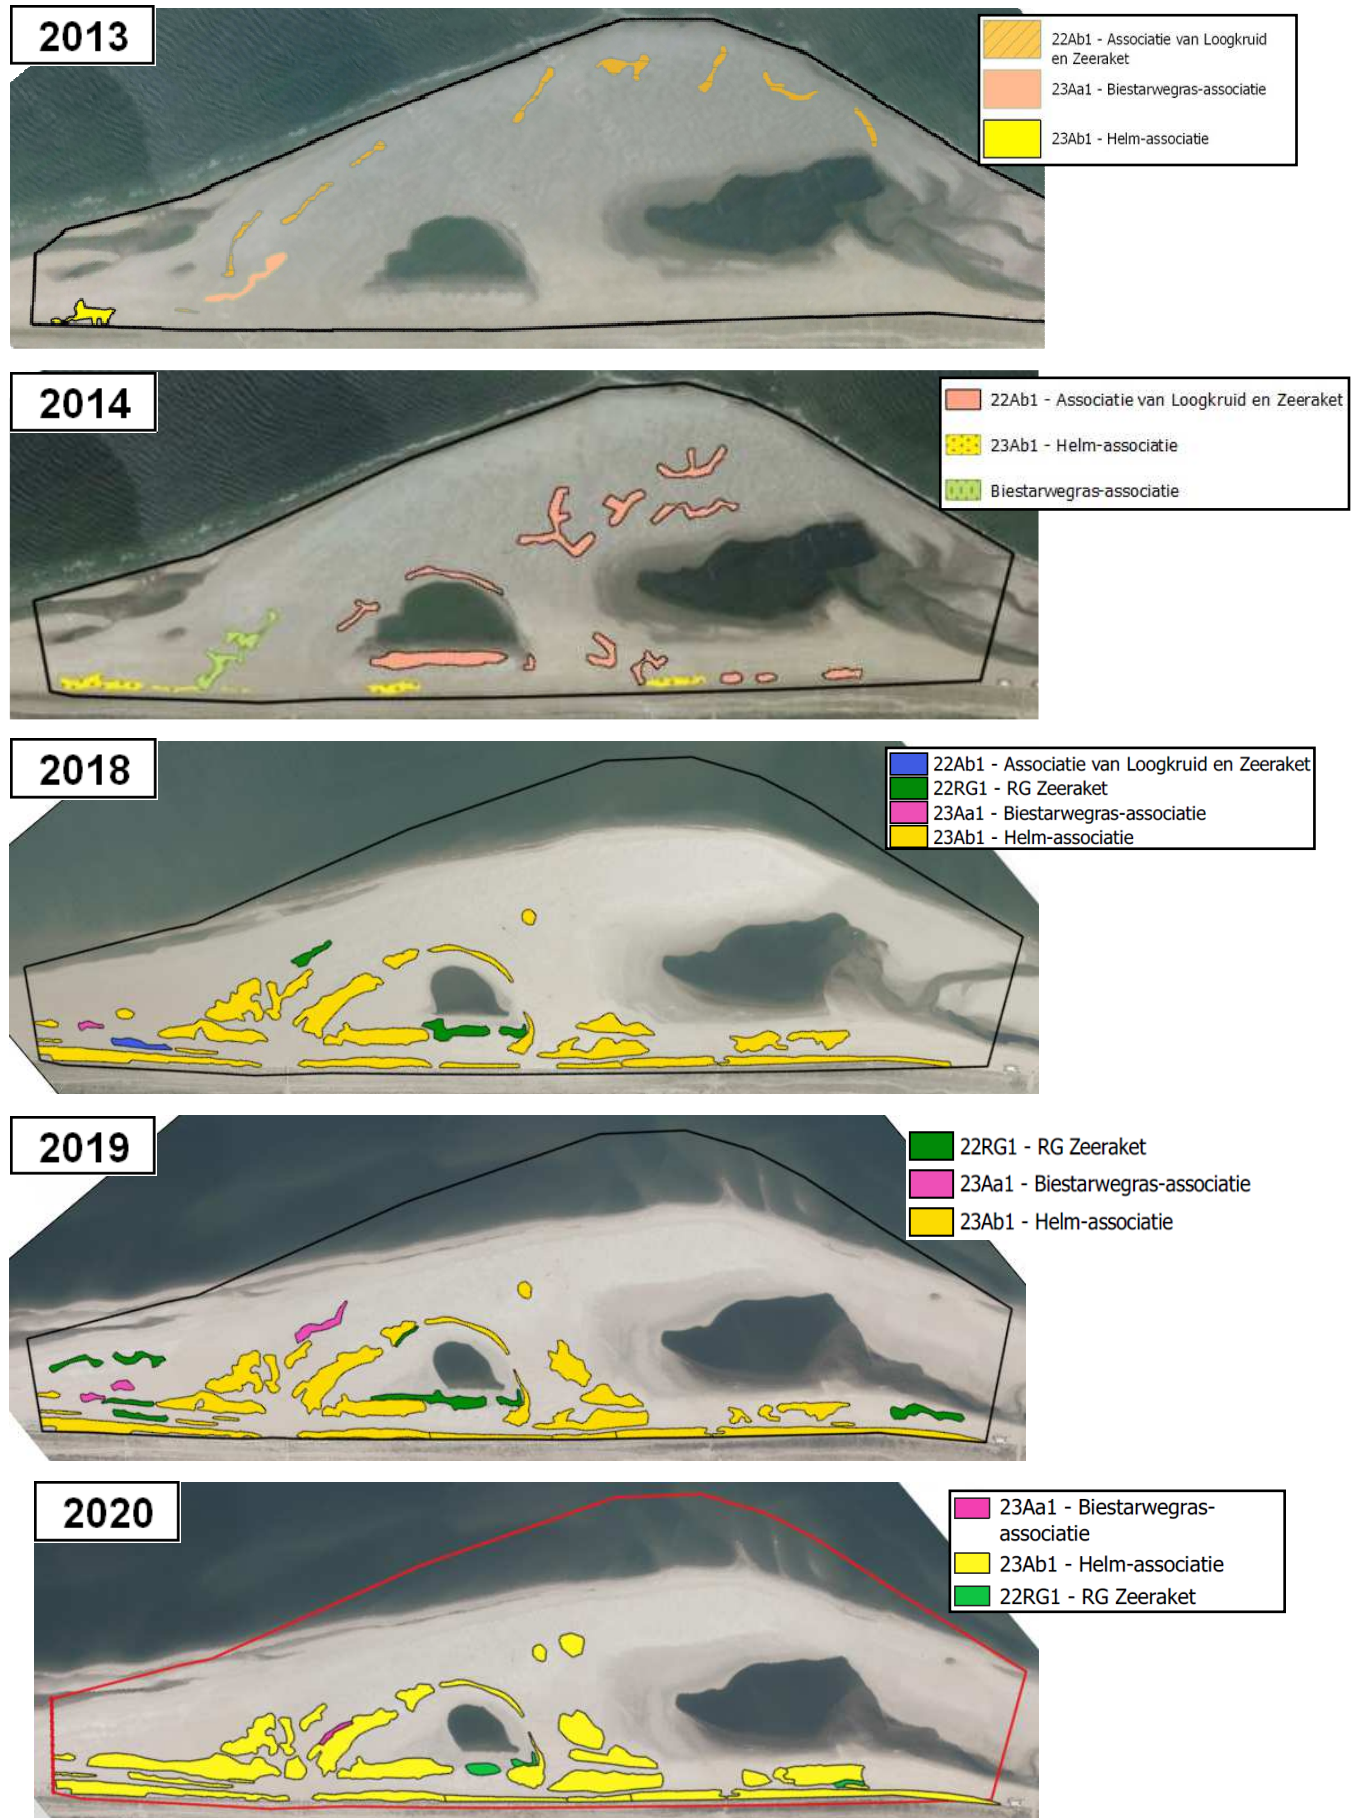 2013
22Ab1 - Associatie van Loogkruid
en Zeeraket
23Aa1 - Biestarwegras-associatie
23Ab1 - Helm-associatie
2014
22Ab1 - Associatie van Loogkruid en Zeeraket
23Ab1 - Helm-associatie
Biestarwegras-associatie
2018
22Ab1 - Associatie van Loogkruid en Zeeraket
22RG1 - RG Zeeraket
23Aa1 - Biestarwegras-associatie
23Ab1 - Helm-associatie
2019
22RG1 - RG Zeeraket
23Aa1 - Biestarwegras-associatie
23Ab1 - Helm-associatie
2020
23Aa1 - Biestarwegras-
associatie
23Ab1 - Helm-associatie
22RG1 - RG Zeeraket